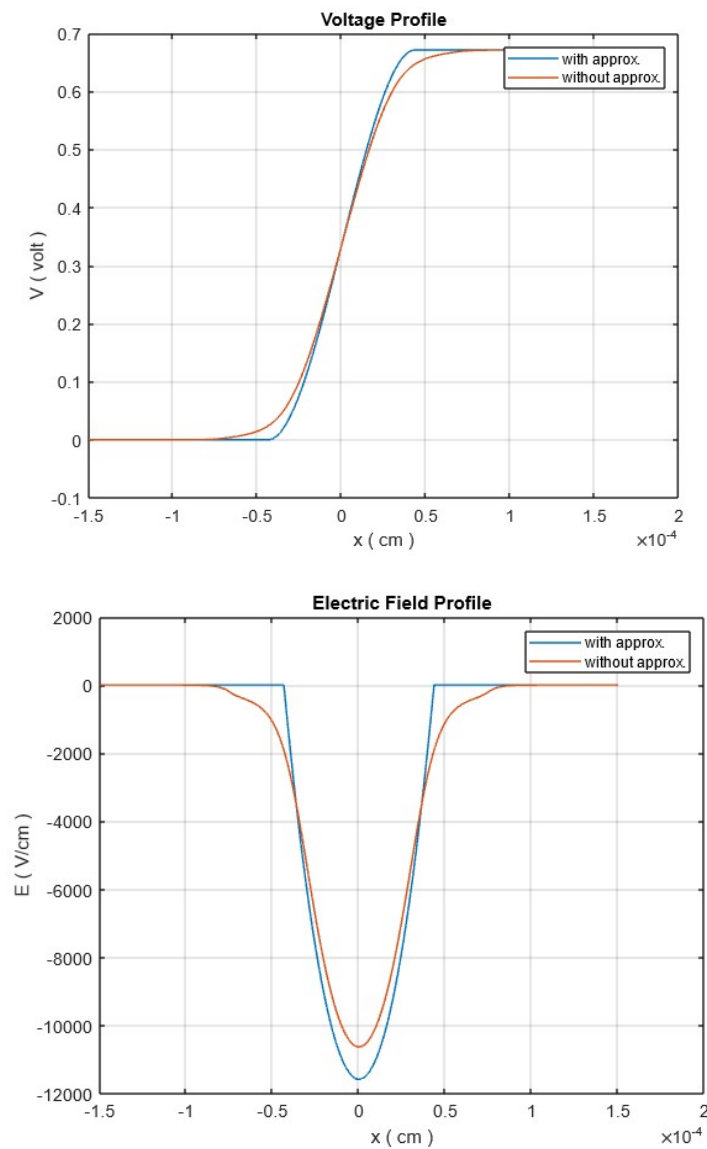 Voltage Profile
0.7
with approx.
without approx.
0.6
0.5
0.4
V ( volt )
0.3
0.2
0.1
0
-0.1
-1.5 -1 -0.5 0 0.5 1 1.5 2
x ( cm ) ×10-4
Electric Field Profile
2000
with approx.
without approx.
0
-2000
-4000
E ( V/cm )
-6000
-8000
-10000
-12000
-1.5 -1 -0.5 0 0.5 1 1.5 2
x ( cm ) ×10-4